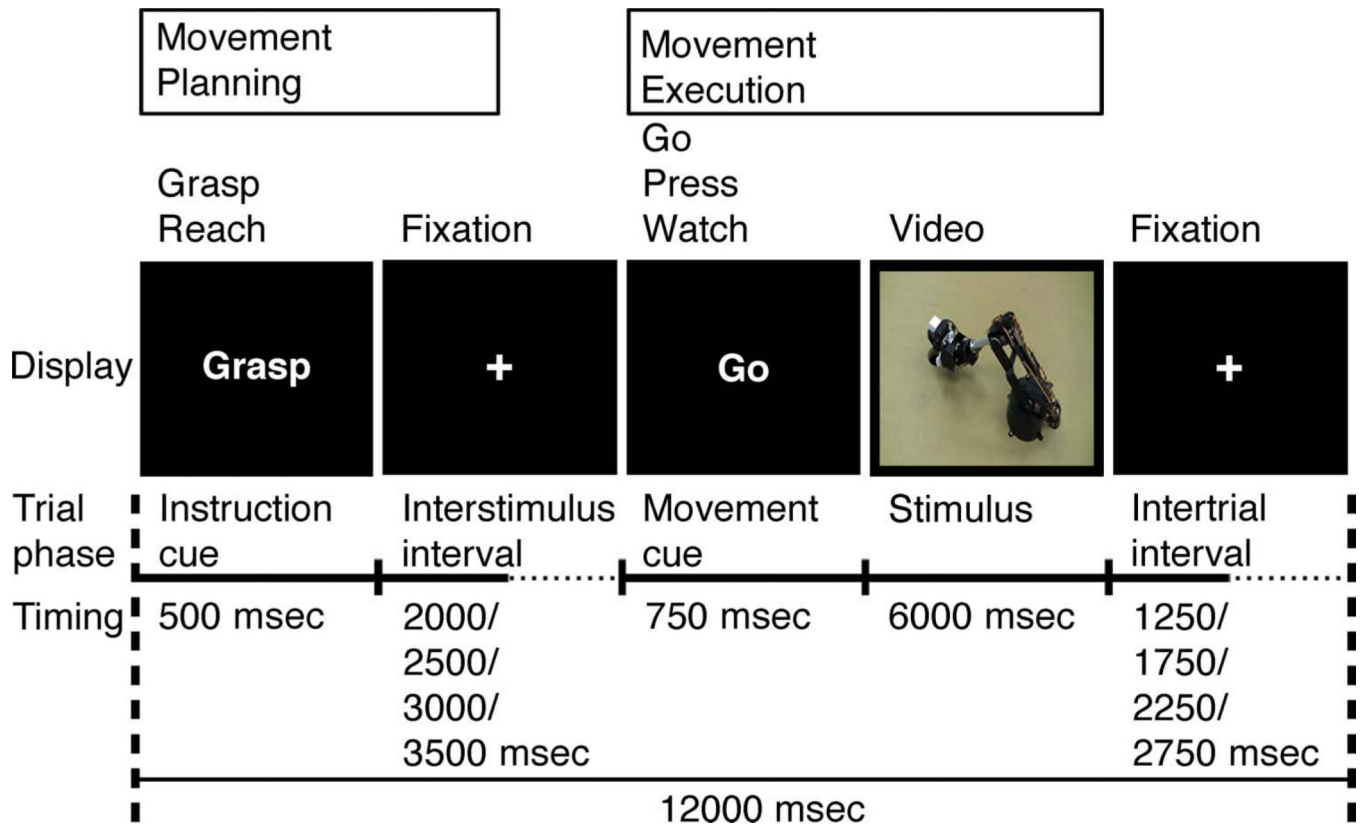 Movement
Planning
Movement
Execution
Go
Grasp
Press
Reach
Fixation
Watch
Video
Fixation
Display
Grasp
+
Go
+
Trial
phase
Instruction
cue
Interstimulus
interval
Movement
cue
Stimulus
Intertrial
interval
Timing
500 msec
2000/
2500/
3000/
3500 msec
750 msec
6000 msec
1250/
1750/
2250/
2750 msec
12000 msec